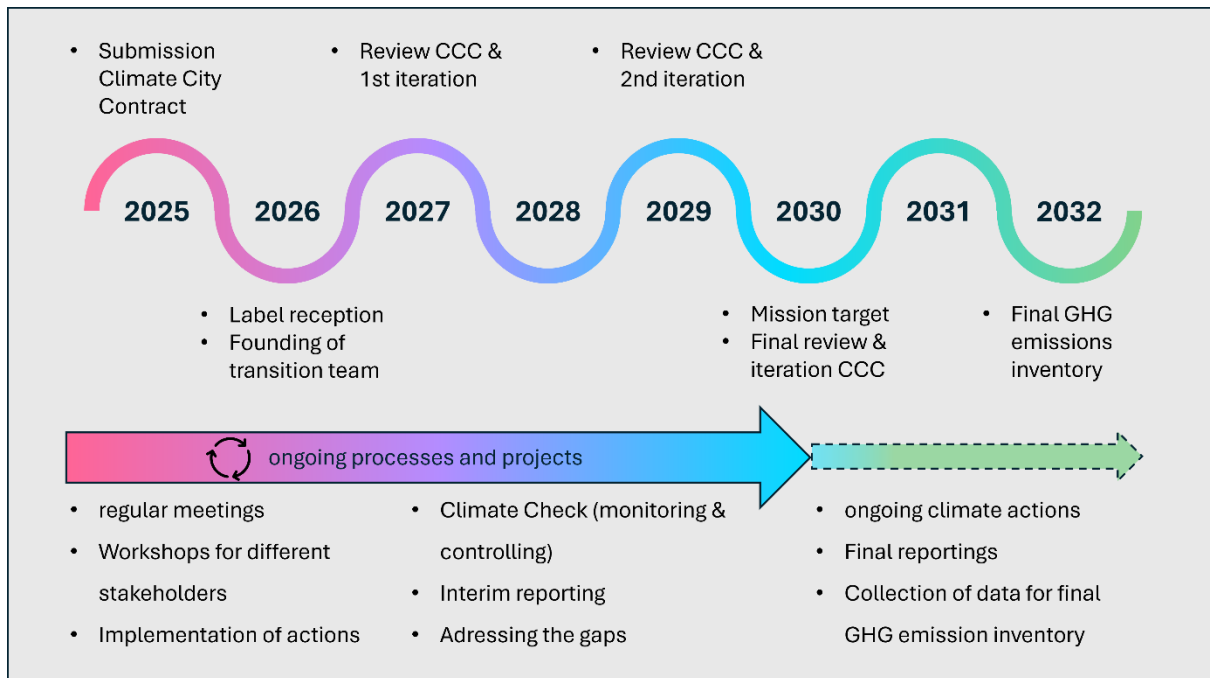 • Submission
Climate City
Contract
• Review CCC &
1st iteration
• Review CCC &
2nd iteration
2025
2026
2027
2028
2029
2030
2031
2032
• Label reception
• Founding of
transition team
• Mission target
• Final review &
iteration CCC
• Final GHG
emissions
inventory
ongoing processes and projects
• regular meetings
• Workshops for different
stakeholders
• Implementation of actions
• Climate Check (monitoring &
controlling)
• Interim reporting
• Adressing the gaps
• ongoing climate actions
• Final reportings
• Collection of data for final
GHG emission inventory